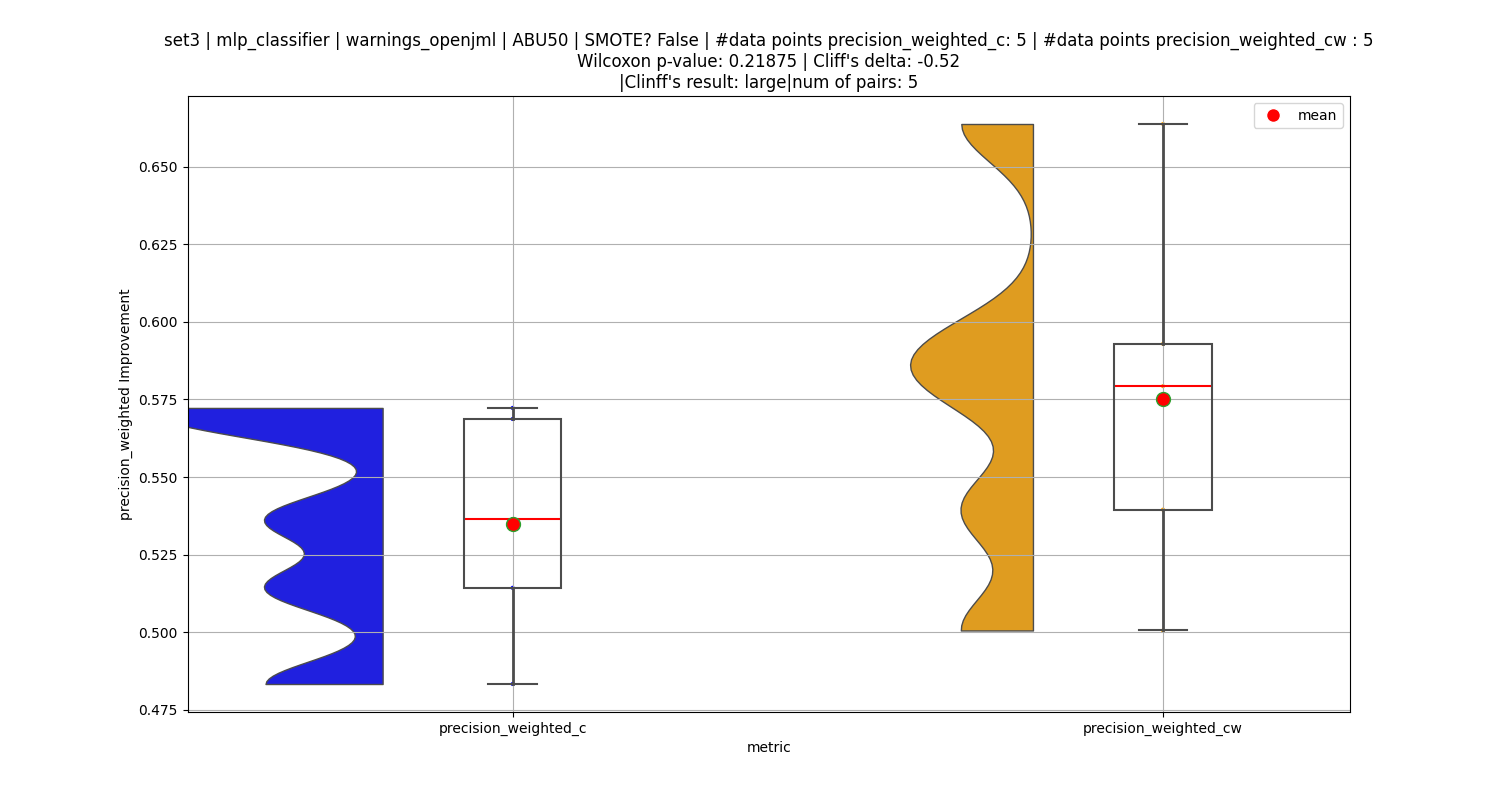 set3 | mlp_classifier | warnings_openjml | ABU50 | SMOTE? False | #data points precision_weighted_c: 5 | #data points precision_weighted_cw : 5
Wilcoxon p-value: 0.21875 | Cliff's delta: -0.52
|Clinff's result: large|num of pairs: 5
mean
precision_weighted Improvement
0.650
0.625
0.600
0.575
0.550
0.525
0.500
0.475
precision_weighted_c
precision_weighted_cw
metric